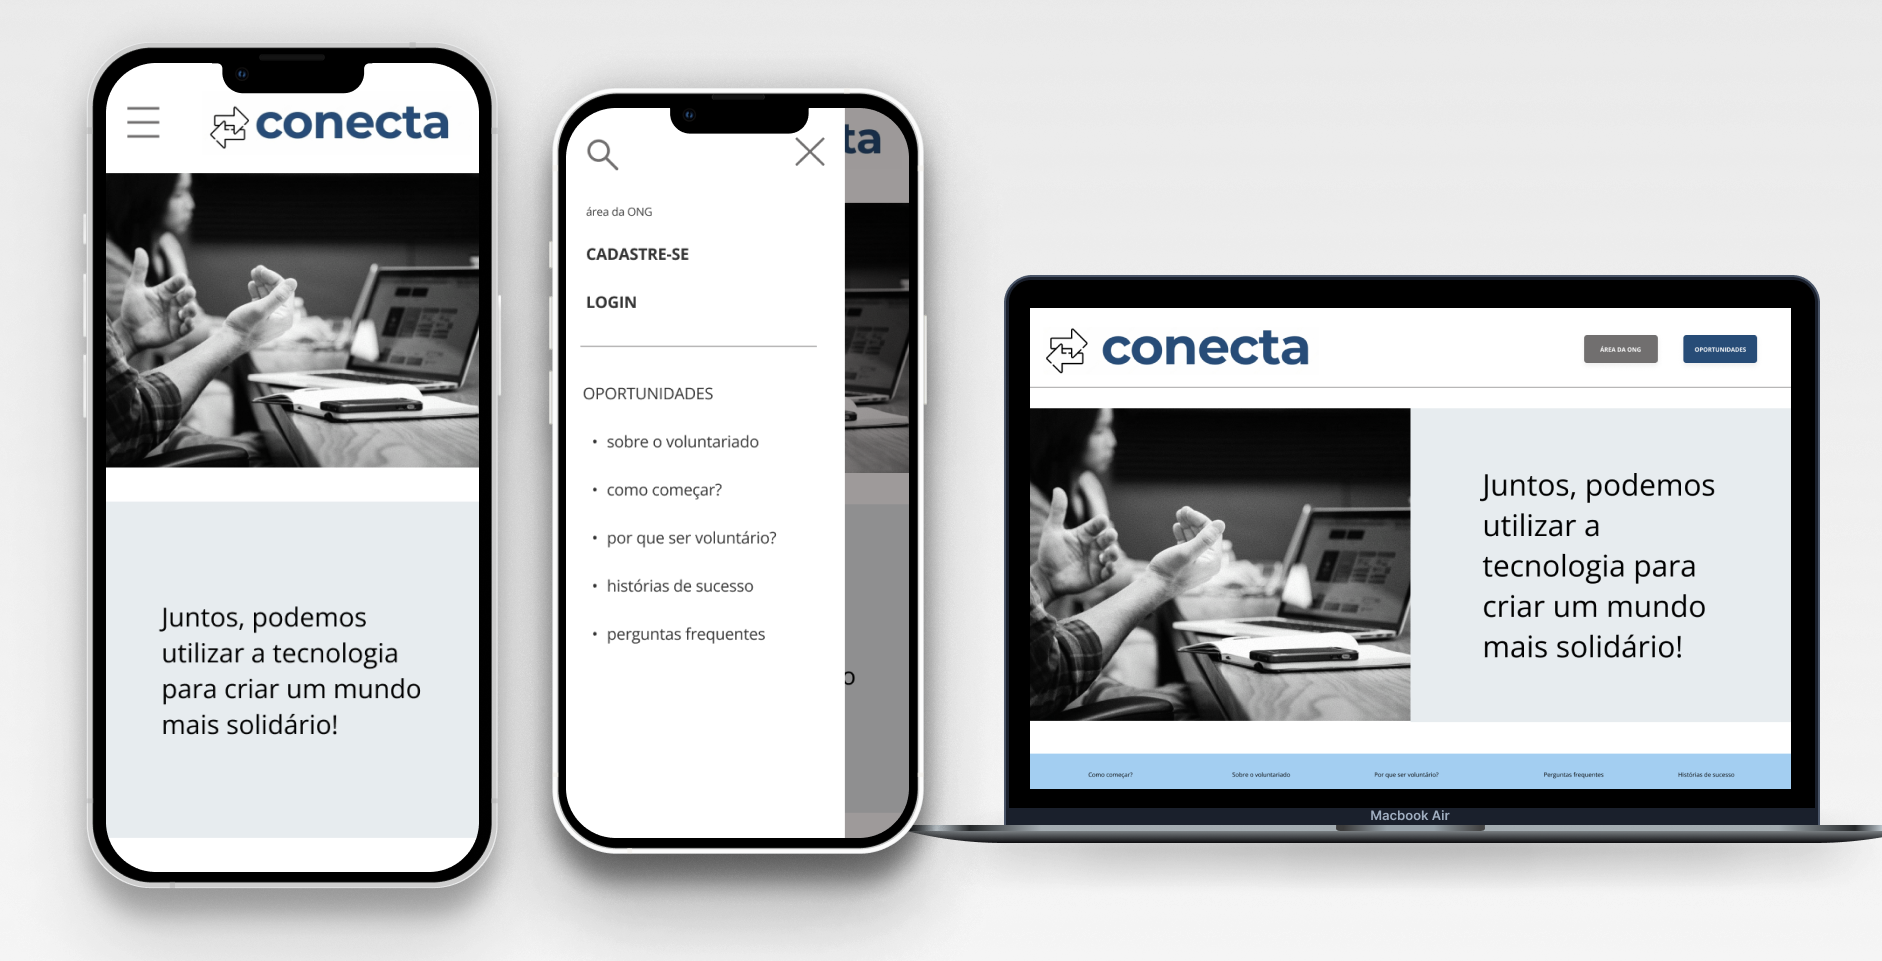 conecta
Juntos, podemos
utilizar a tecnologia
para criar um mundo
mais solidário!
ta
área da ONG
CADASTRE-SE
LOGIN
OPORTUNIDADES
• sobre o voluntariado
• como começar?
• por que ser voluntário?
• histórias de sucesso
• perguntas frequentes
o
conecta
ÁREA DA ONG
OPORTUNIDADES
Juntos, podemos
utilizar a
tecnologia para
criar um mundo
mais solidário!
Como começar?
Sobre o voluntariado
Por que ser voluntário?
Perguntas frequentes
Histórias de sucesso
Macbook Air